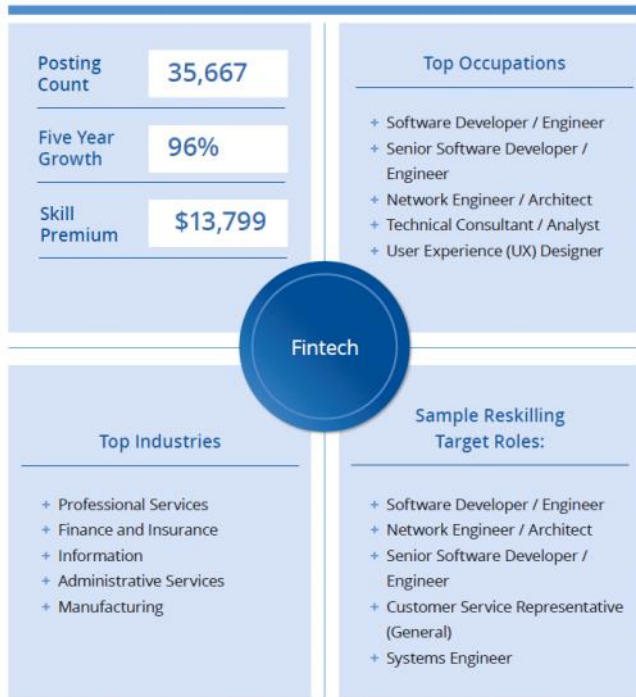 Posting
Count
35,667
Five Year
Growth
96%
Skill
Premium
$13,799
Top Occupations
+ Software Developer / Engineer
+ Senior Software Developer /
Engineer
+ Network Engineer / Architect
+ Technical Consultant / Analyst
+ User Experience (UX) Designer
Fintech
Top Industries
+ Professional Services
+ Finance and Insurance
+ Information
+ Administrative Services
+ Manufacturing
Sample Reskilling
Target Roles:
+ Software Developer / Engineer
+ Network Engineer / Architect
+ Senior Software Developer /
Engineer
+ Customer Service Representative
(General)
+ Systems Engineer